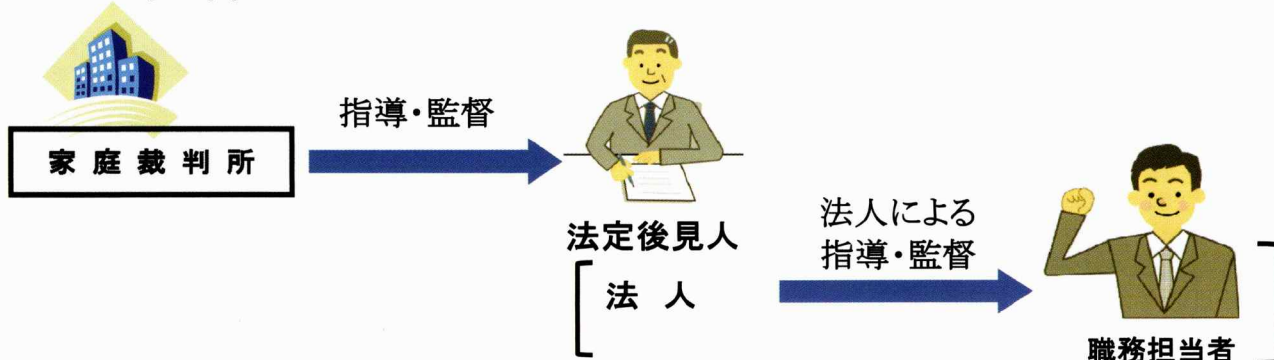 指導・監督
家庭裁判所
法定後見人
法人
法人による
指導・監督
職務担当者